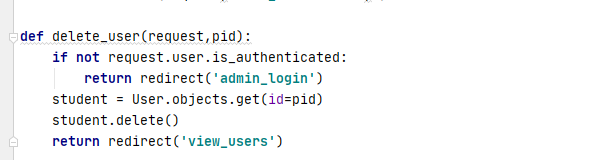 def delete_user(request,pid):
    if not request.user.is_authenticated:
        return redirect('admin_login')
    student = User.objects.get(id=pid)
    student.delete()
    return redirect('view_users')